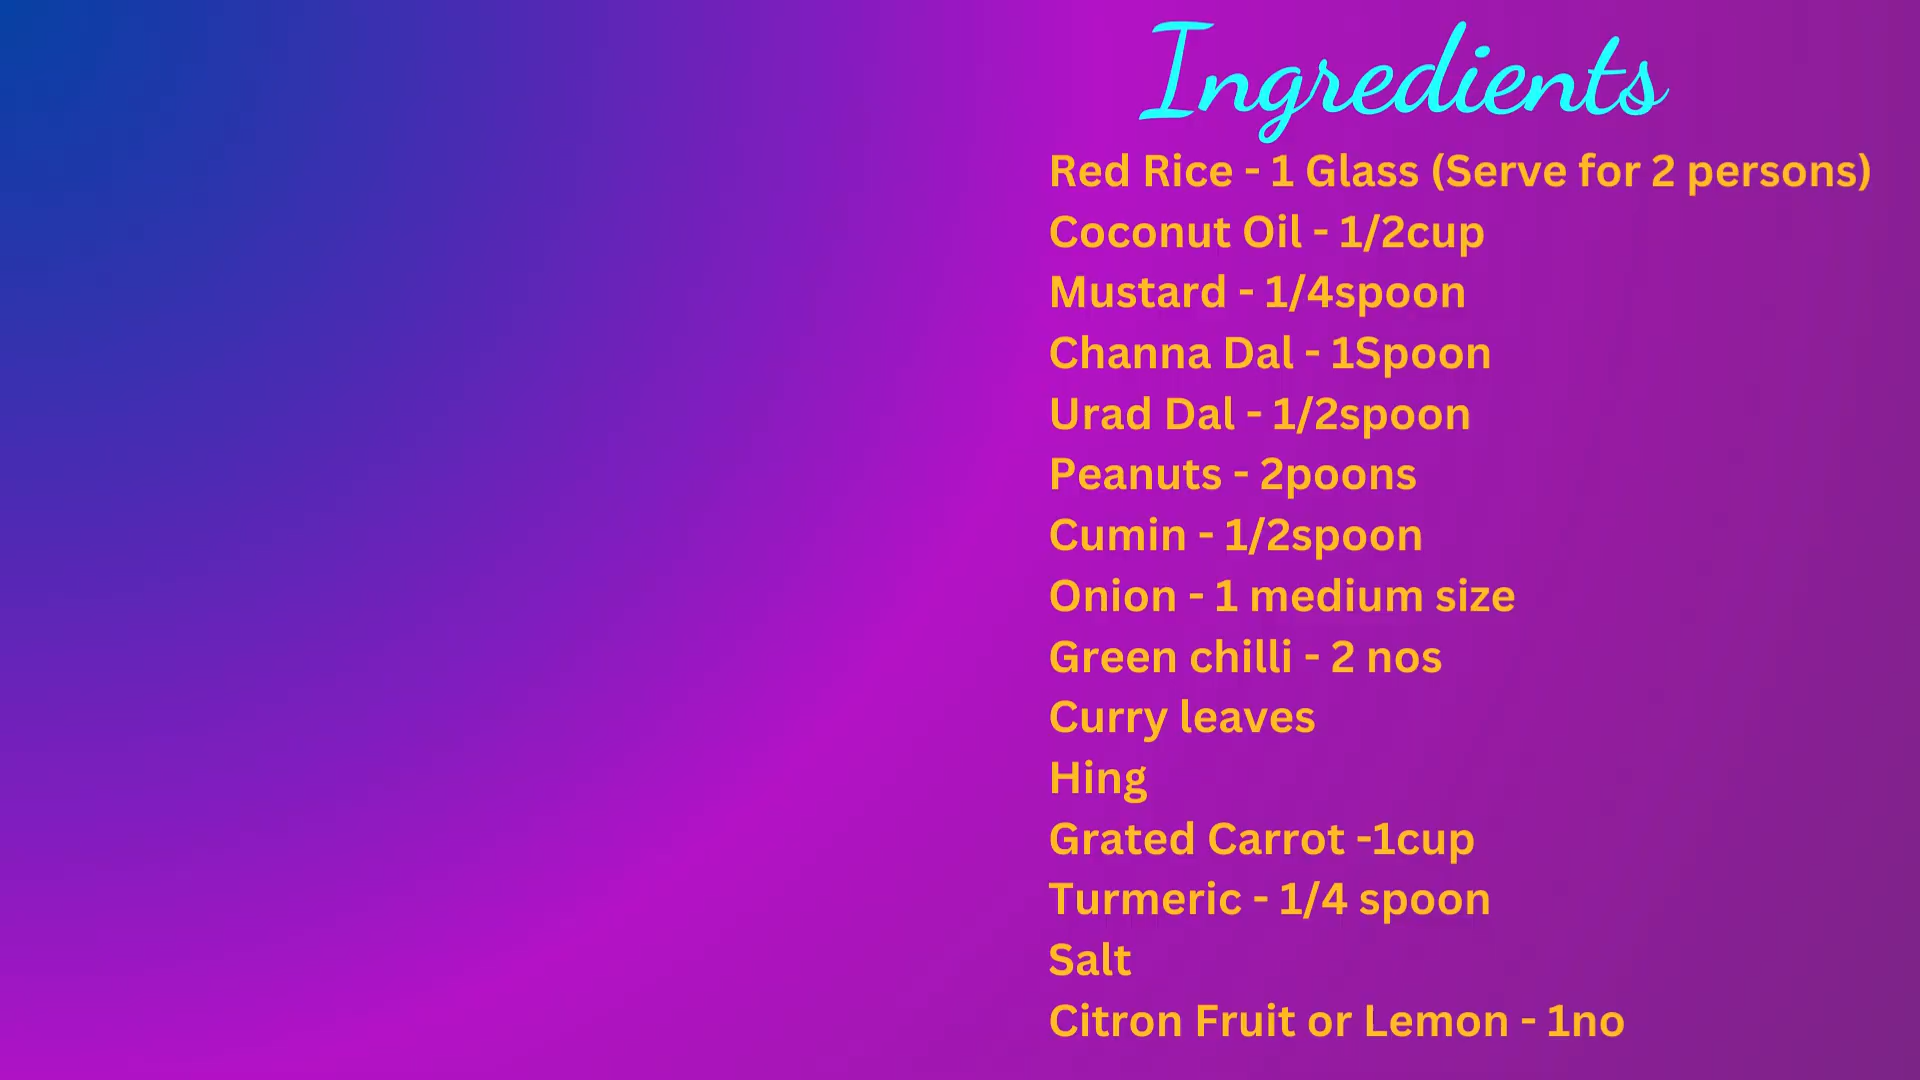 Ingredients
Red Rice - 1 Glass (Serve for 2 persons)
Coconut Oil - 1/2cup
Mustard - 1/4spoon
Channa Dal - 1Spoon
Urad Dal - 1/2spoon
Peanuts - 2poons
Cumin - 1/2spoon
Onion - 1 medium size
Green chilli - 2 nos
Curry leaves
Hing
Grated Carrot -1cup
Turmeric - 1/4 spoon
Salt
Citron Fruit or Lemon - 1no